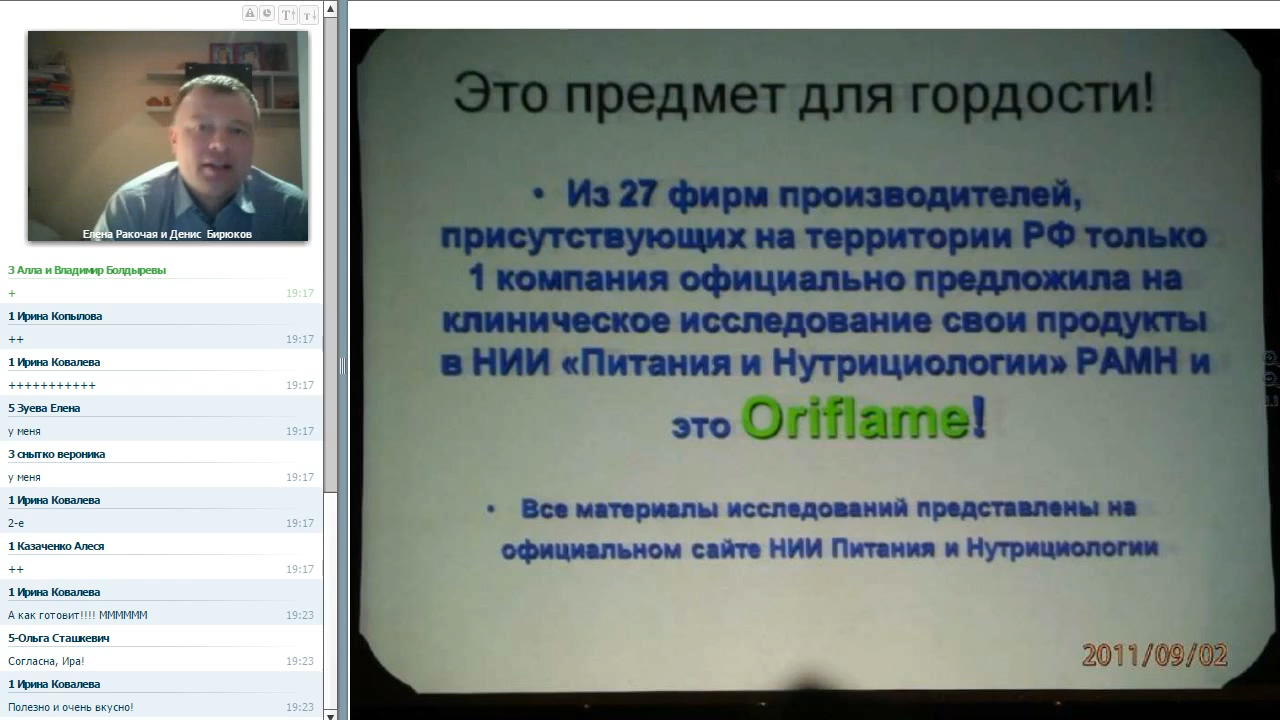 Елена Ракочая и Денис Бирюков
3 Алла и Владимир Болдыревы
+ 19:17
1 Ирина Копылова
++ 19:17
1 Ирина Ковалева
+++++++++++ 19:17
5 Зуева Елена
у меня 19:17
3 снытко вероника
у меня 19:17
1 Ирина Ковалева
2-е 19:17
1 Казаченко Алеся
++ 19:17
1 Ирина Ковалева
А как готовит!!!! МММММММ 19:23
5-Ольга Сташкевич
Согласна, Ира! 19:23
1 Ирина Ковалева
Полезно и очень вкусно! 19:23
Это предмет для гордости!
• Из 27 фирм производителей,
присутствующих на территории РФ только
1 компания официально предложила на
клиническое исследование свои продукты
в НИИ «Питания и Нутрициологии» РАМН и
это Oriflame!
• Все материалы исследований представлены на
официальном сайте НИИ Питания и Нутрициологии
2011/09/02